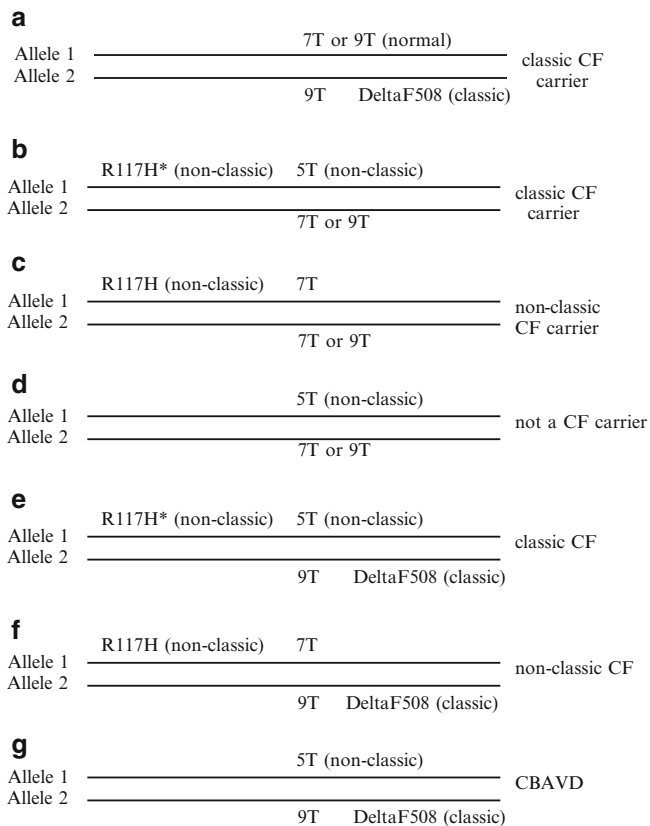 a
7T or 9T (normal)
Allele 1
Allele 2
classic CF
carrier
9T DeltaF508 (classic)
b
R117H* (non-classic) 5T (non-classic)
Allele 1
Allele 2
classic CF
carrier
7T or 9T
c
R117H (non-classic) 7T
Allele 1
Allele 2
non-classic
CF carrier
7T or 9T
d
5T (non-classic)
Allele 1
Allele 2
not a CF carrier
7T or 9T
e
R117H* (non-classic) 5T (non-classic)
Allele 1
Allele 2
classic CF
9T DeltaF508 (classic)
f
R117H (non-classic) 7T
Allele 1
Allele 2
non-classic CF
9T DeltaF508 (classic)
g
5T (non-classic)
Allele 1
Allele 2
CBAVD
9T DeltaF508 (classic)